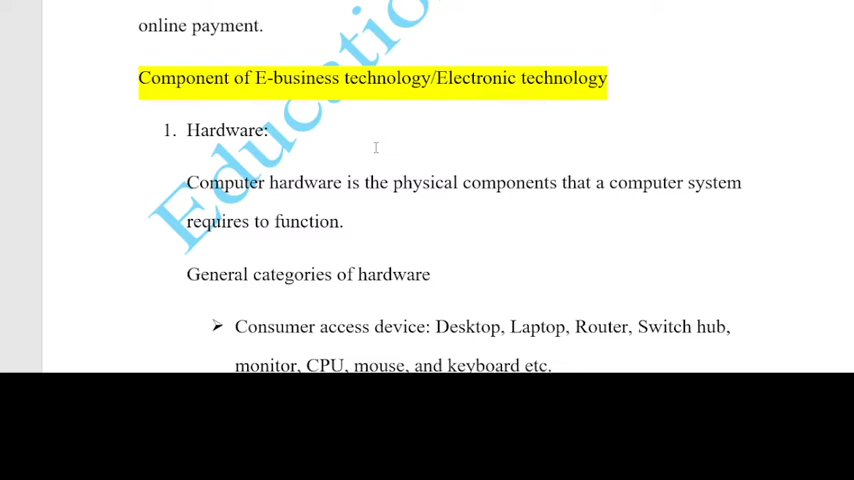 online payment.
Component of E-business technology/Electronic technology
1. Hardware:
Computer hardware is the physical components that a computer system
requires to function.
General categories of hardware
➢ Consumer access device: Desktop, Laptop, Router, Switch hub,
monitor, CPU, mouse, and keyboard etc.
Educatio